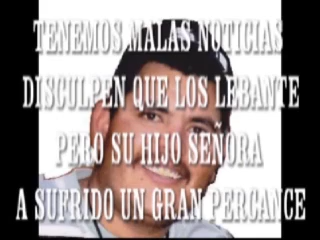 TENEMOS MALAS NOTICIAS
DISCULPEN QUE LOS LEBANTE
PERO SU HIJO SEÑORA
A SUFRIDO UN GRAN PERCANCE